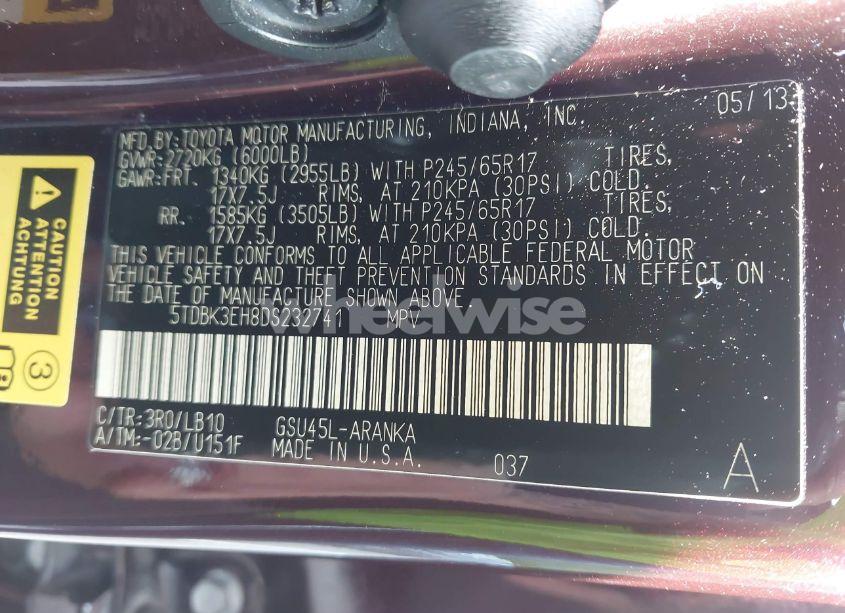 05/13
MFD.BY:TOYOTA MOTOR MANUFACTURING, INDIANA, INC.
GVWR:2720KG (6000LB)
GAWR:FRT. 1340KG (2955LB) WITH P245/65R17 TIRES,
17X7.5J RIMS, AT 210KPA (30PSI) COLD.
RR. 1585KG (3505LB) WITH P245/65R17 TIRES,
17X7.5J RIMS, AT 210KPA (30PSI) COLD.
THIS VEHICLE CONFORMS TO ALL APPLICABLE FEDERAL MOTOR
VEHICLE SAFETY AND THEFT PREVENTION STANDARDS IN EFFECT ON
THE DATE OF MANUFACTURE SHOWN ABOVE.
5TDBK3EH8DS232741 MPV
C/TR:3R0/LB10 GSU45L-ARANKA
A/TM:-02B/U151F MADE IN U.S.A. 037 A
CAUTION
ATTENTION
ACHTUNG
3
wheelwise